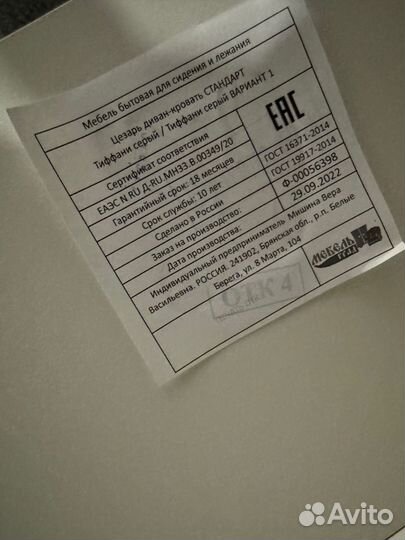 Мебель бытовая для сидения и лежания
Цезарь диван-кровать СТАНДАРТ
Тиффани серый / Тиффани серый ВАРИАНТ 1
Сертификат соответствия
ЕАЭС N RU Д-RU.МН33.В.00349/20
Гарантийный срок: 18 месяцев
Срок службы: 10 лет
Сделано в России
Заказ на производство:
Дата производства:
ЕАС
ГОСТ 16371-2014
ГОСТ 19917-2014
Ф-00056398
29.09.2022
Индивидуальный предприниматель Мишина Вера
Васильевна, РОССИЯ. 241902, Брянской обл., р.п. Белые
Берега, ул. 8 Марта, 104
МЕБЕЛЬ
ОТК 4
Avito